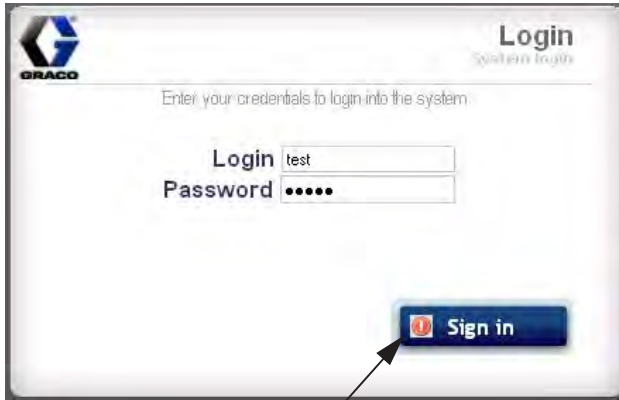 GRACO
Login
System login
Enter your credentials to login into the system
Login test
Password •••••
Sign in